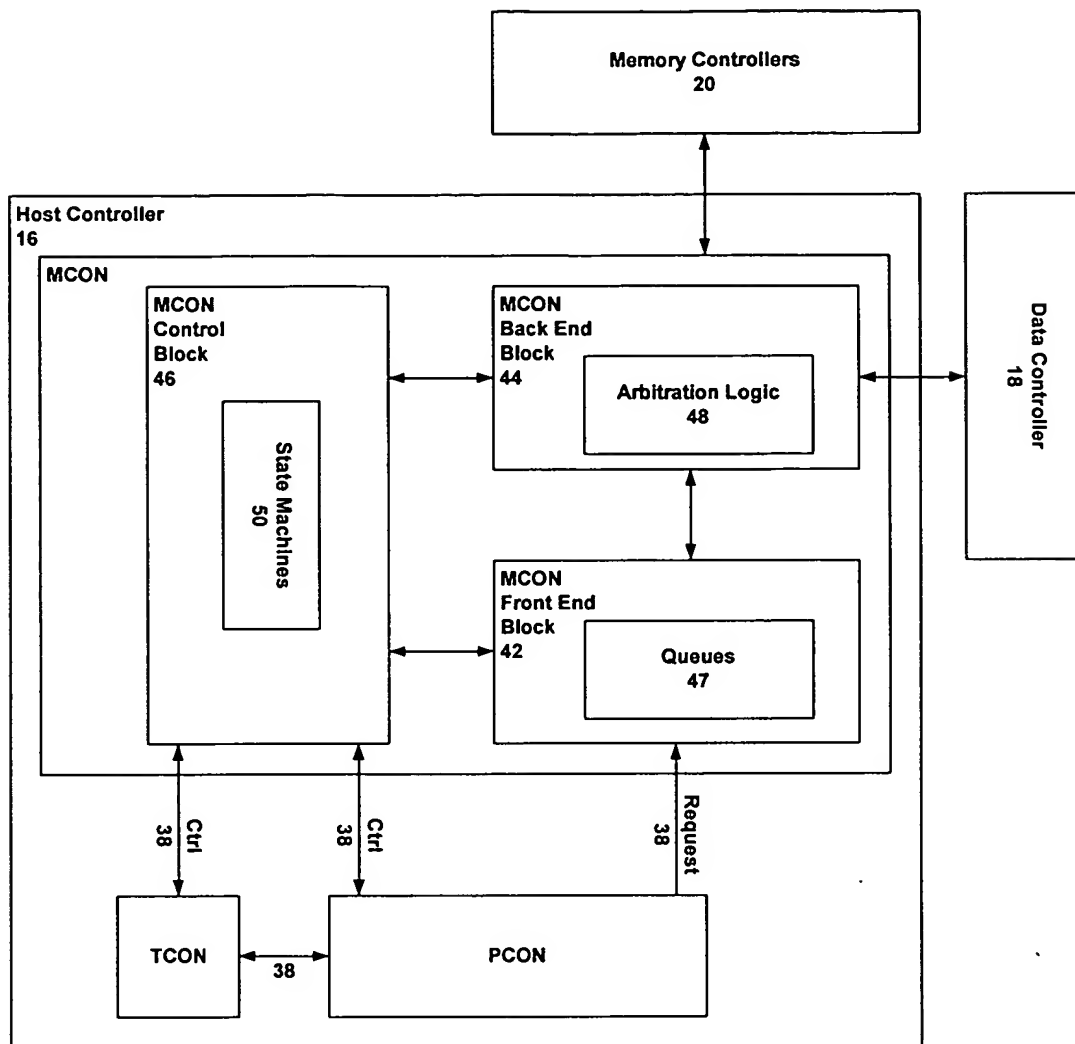 Memory Controllers
20
Host Controller
16
MCON
MCON
Control
Block
46
State Machines
50
MCON
Back End
Block
44
Arbitration Logic
48
Data Controller
18
MCON
Front End
Block
42
Queues
47
Ctrl
38
Ctrl
38
Request
38
TCON
38
PCON